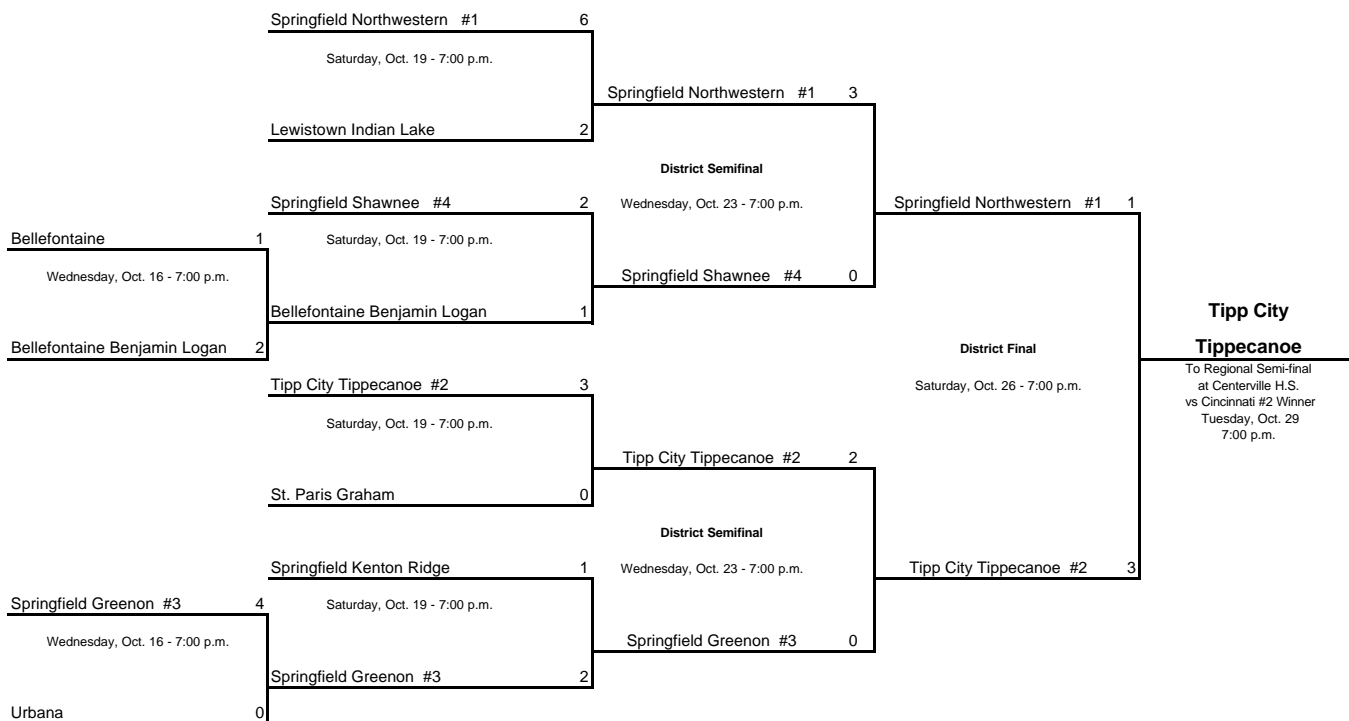 Springfield Northwestern #1 6
Saturday, Oct. 19 - 7:00 p.m.
Springfield Northwestern #1 3
Lewistown Indian Lake 2
District Semifinal
Springfield Shawnee #4 2
Wednesday, Oct. 23 - 7:00 p.m.
Springfield Northwestern #1 1
Bellefontaine 1
Saturday, Oct. 19 - 7:00 p.m.
Wednesday, Oct. 16 - 7:00 p.m.
Springfield Shawnee #4 0
Bellefontaine Benjamin Logan 1
Tipp City
Bellefontaine Benjamin Logan 2
District Final
Tippecanoe
To Regional Semi-final
at Centerville H.S.
vs Cincinnati #2 Winner
Tuesday, Oct. 29
7:00 p.m.
Tipp City Tippecanoe #2 3
Saturday, Oct. 26 - 7:00 p.m.
Saturday, Oct. 19 - 7:00 p.m.
Tipp City Tippecanoe #2 2
St. Paris Graham 0
District Semifinal
Springfield Kenton Ridge 1
Wednesday, Oct. 23 - 7:00 p.m.
Tipp City Tippecanoe #2 3
Springfield Greenon #3 4
Saturday, Oct. 19 - 7:00 p.m.
Wednesday, Oct. 16 - 7:00 p.m.
Springfield Greenon #3 0
Springfield Greenon #3 2
Urbana 0